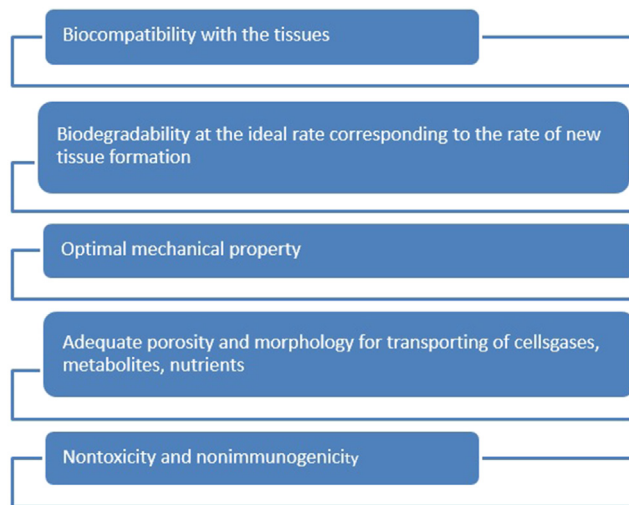 Biocompatibility with the tissues
Biodegradability at the ideal rate corresponding to the rate of new
tissue formation
Optimal mechanical property
Adequate porosity and morphology for transporting of cellsgases,
metabolites, nutrients
Nontoxicity and nonimmunogenicity